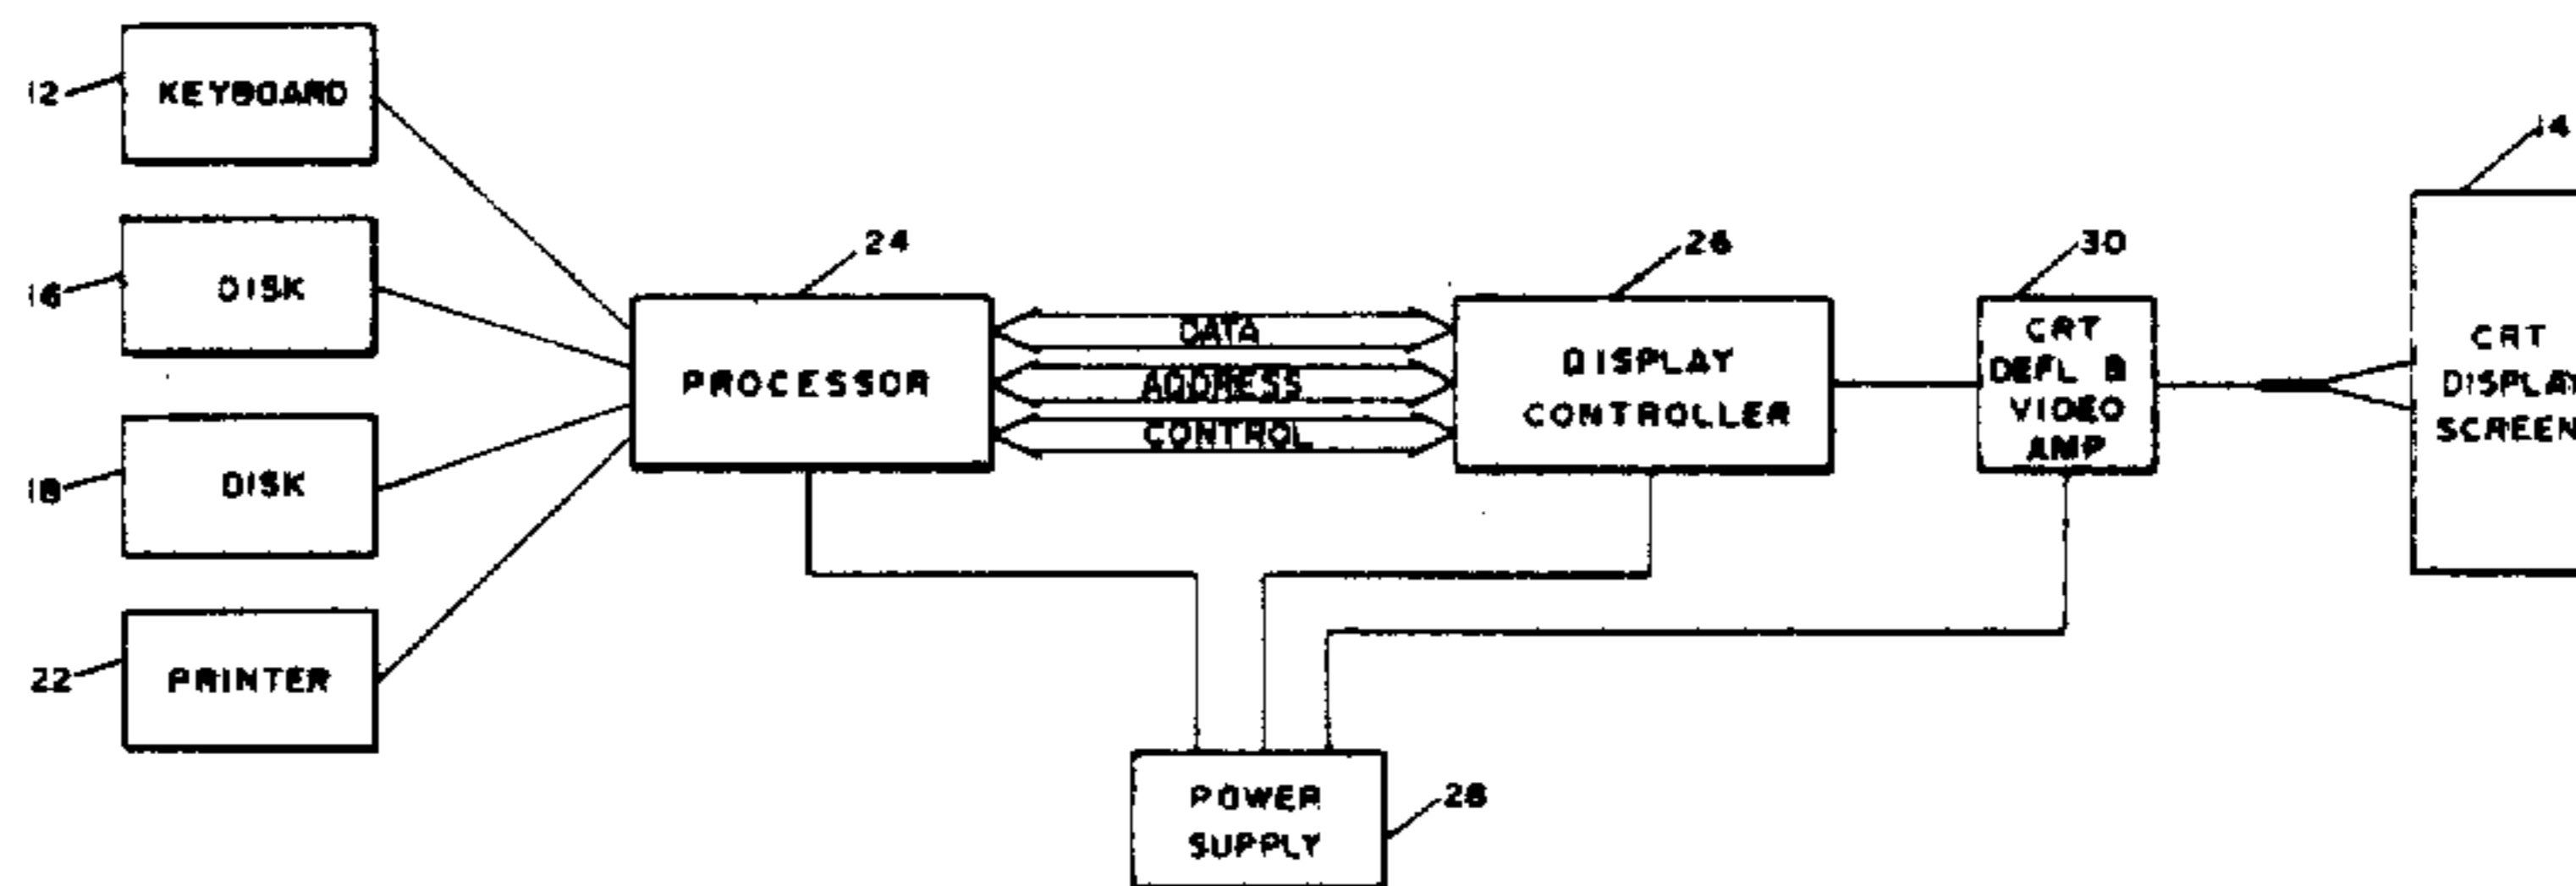 12
KEYBOARD
16
DISK
18
DISK
22
PRINTER
24
PROCESSOR
DATA
ADDRESS
CONTROL
26
DISPLAY
CONTROLLER
30
CRT
DEFL &
VIDEO
AMP
14
CRT
DISPLAY
SCREEN
POWER
SUPPLY
28